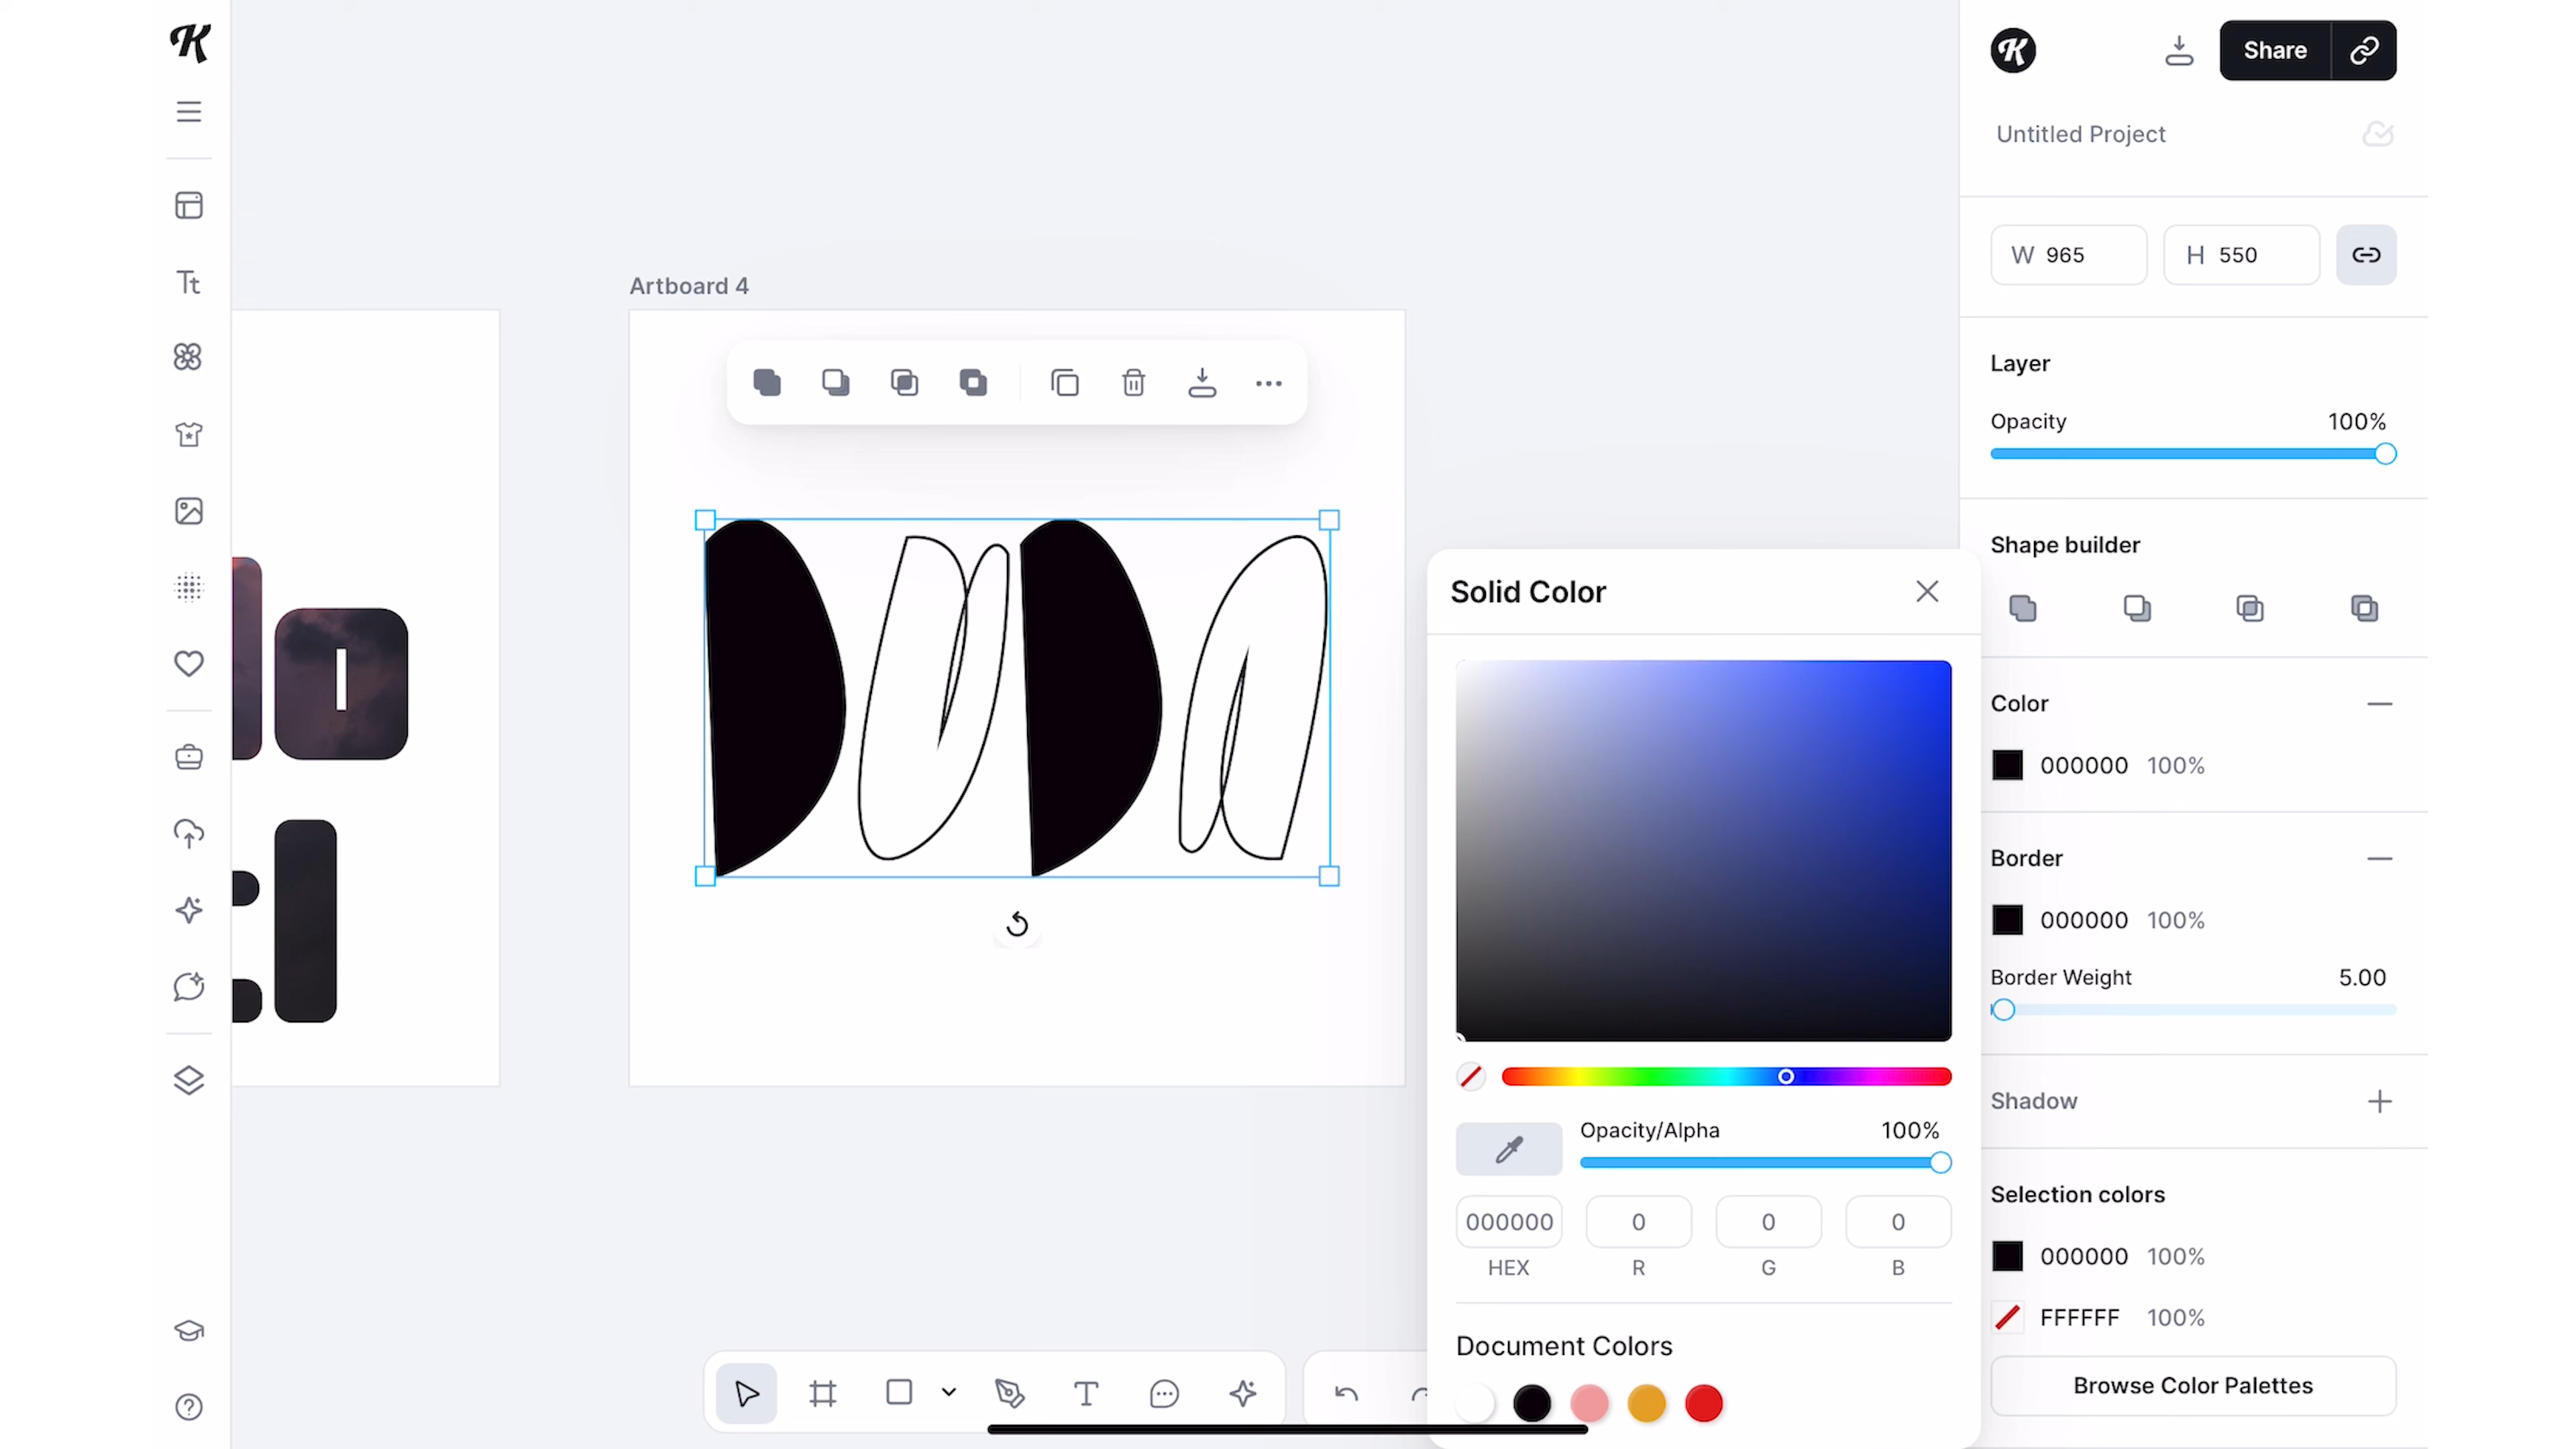 K
K
Share
Untitled Project
W 965
H 550
Artboard 4
Layer
Opacity 100%
Shape builder
Solid Color
Color
000000 100%
Border
000000 100%
Border Weight 5.00
Shadow
Opacity/Alpha 100%
000000 0 0 0
HEX R G B
Selection colors
000000 100%
FFFFFF 100%
Document Colors
Browse Color Palettes
Tt
T